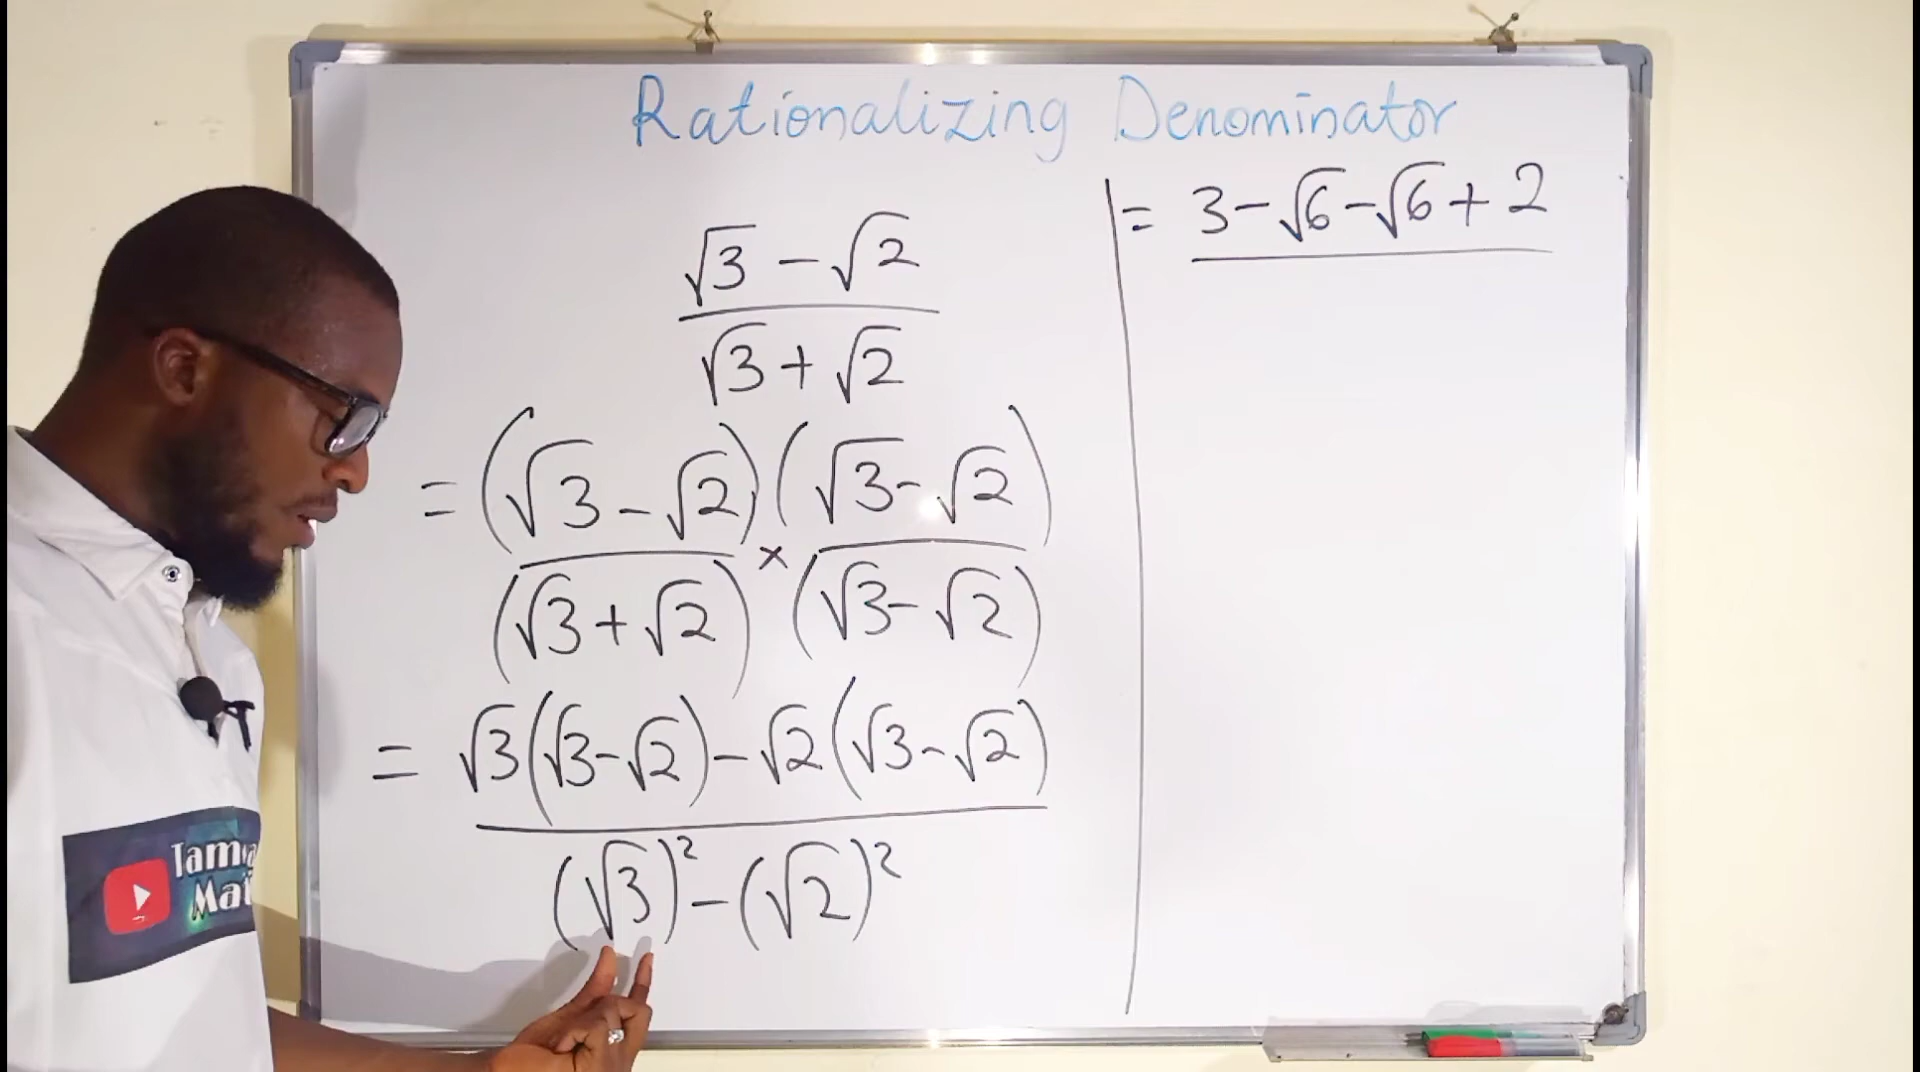 Rationalizing Denominator
√3 - √2
√3 + √2
= (√3 - √2) (√3 - √2)
×
(√3 + √2) (√3 - √2)
= √3(√3 - √2) - √2(√3 - √2)
(√3)² - (√2)²
= 3 - √6 - √6 + 2